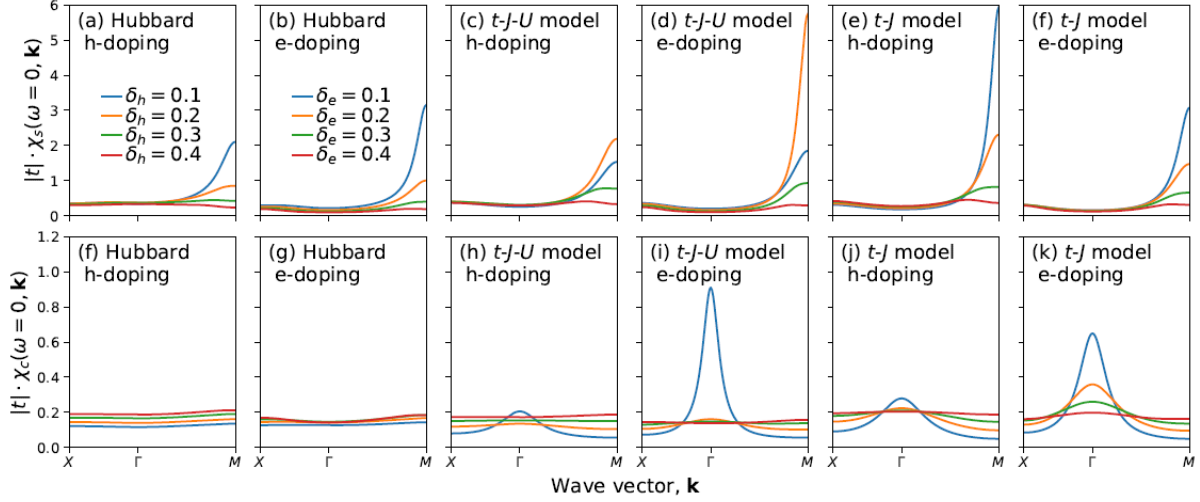 (a) Hubbard
h-doping
(b) Hubbard
e-doping
(c) t-J-U model
h-doping
(d) t-J-U model
e-doping
(e) t-J model
h-doping
(f) t-J model
e-doping
6
5
4
3
2
1
0
|t| · χs(ω = 0, k)
δh = 0.1
δh = 0.2
δh = 0.3
δh = 0.4
δe = 0.1
δe = 0.2
δe = 0.3
δe = 0.4
(f) Hubbard
h-doping
(g) Hubbard
e-doping
(h) t-J-U model
h-doping
(i) t-J-U model
e-doping
(j) t-J model
h-doping
(k) t-J model
e-doping
1.2
1.0
0.8
0.6
0.4
0.2
0.0
|t| · χc(ω = 0, k)
X Γ M X Γ M X Γ M X Γ M X Γ M X Γ M
Wave vector, k